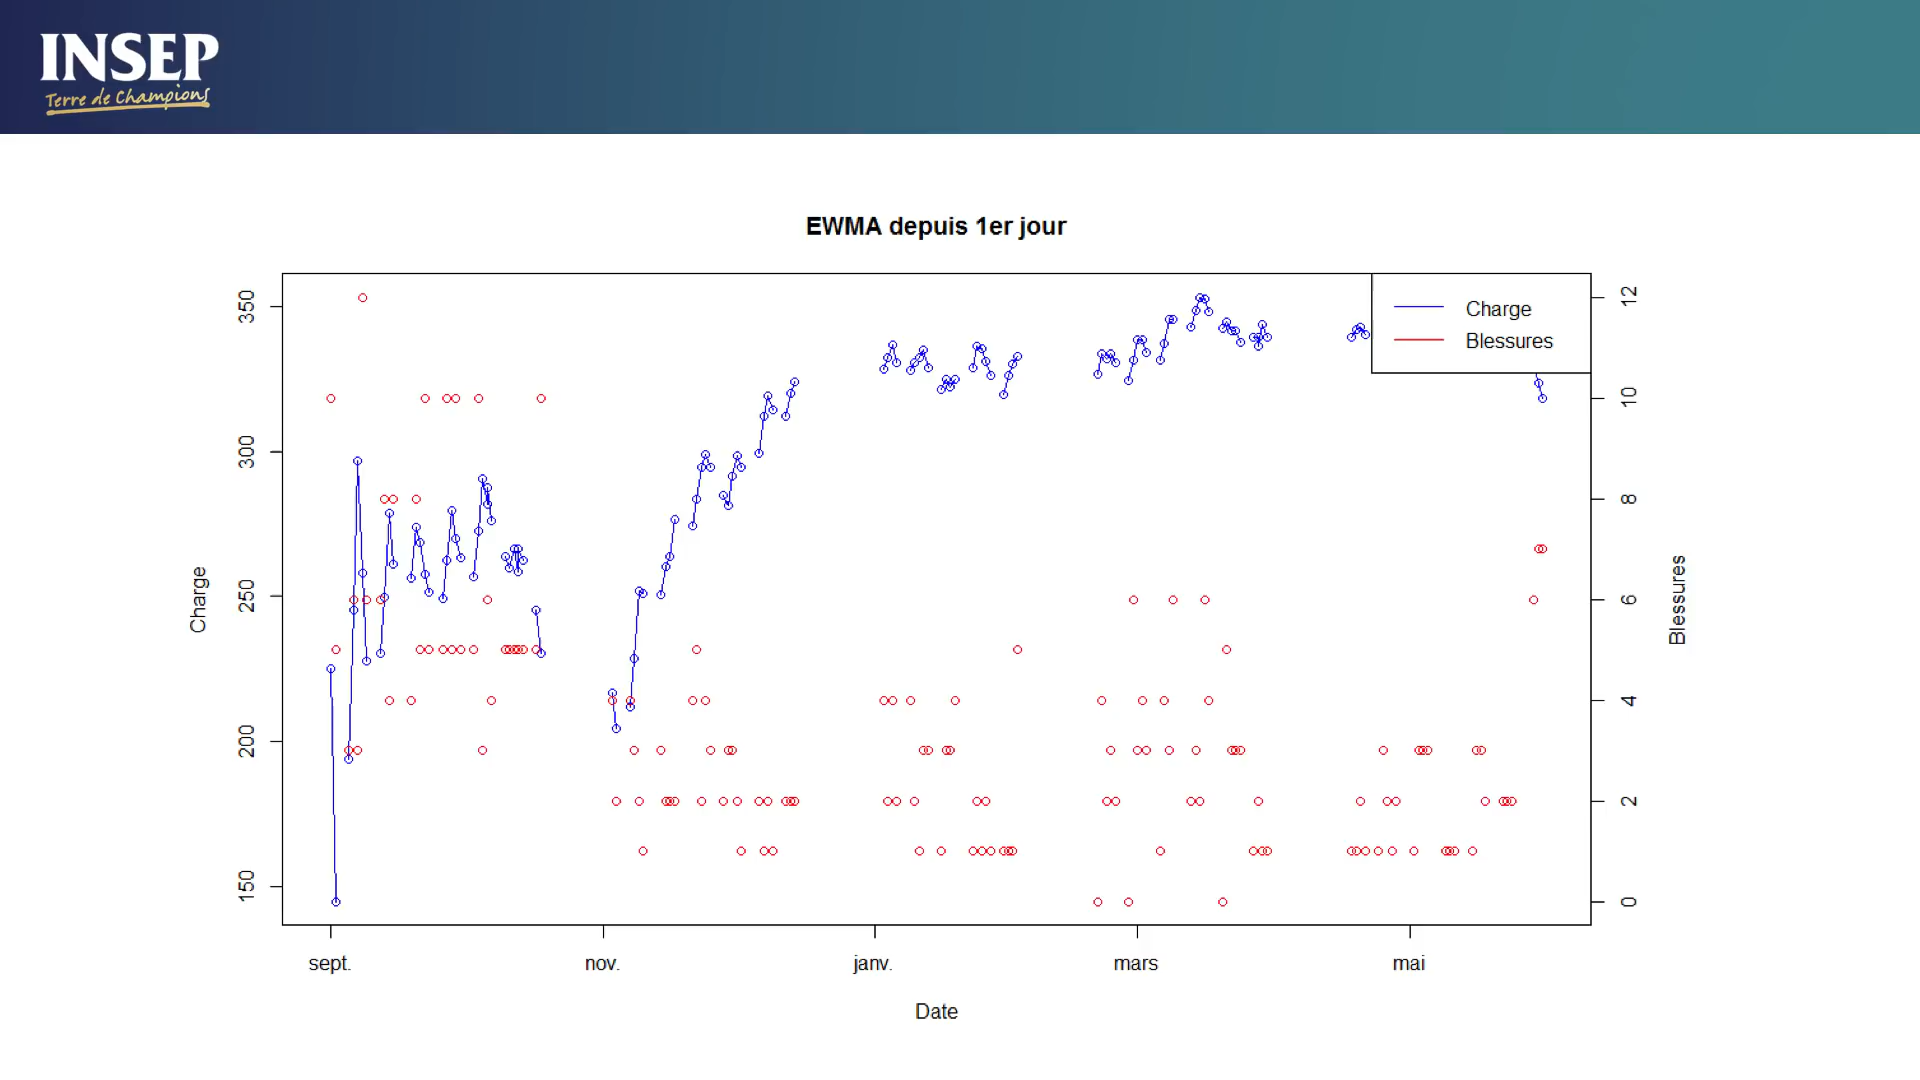 INSEP
Terre de Champions
EWMA depuis 1er jour
350
300
250
200
150
Charge
12
10
8
6
4
2
0
Blessures
Charge
Blessures
sept.
nov.
janv.
mars
mai
Date